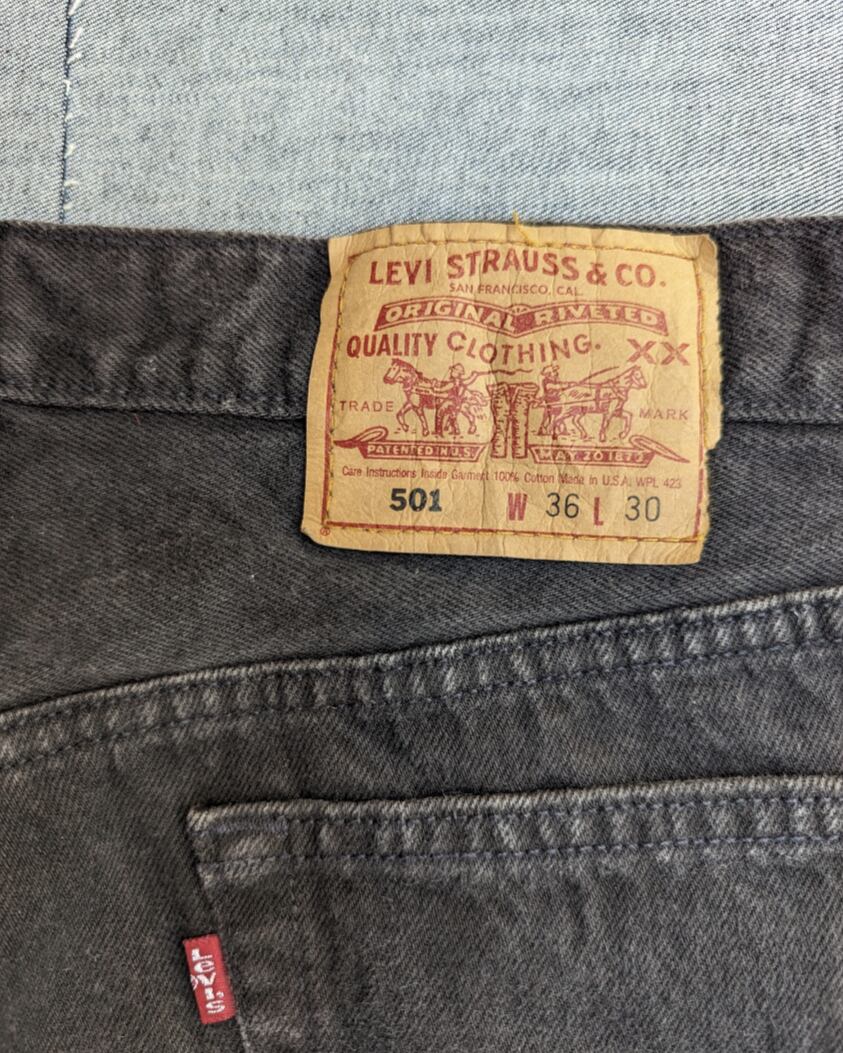 LEVI STRAUSS & CO.
SAN FRANCISCO, CAL.
ORIGINAL RIVETED
QUALITY CLOTHING. XX
TRADE MARK
PATENTED IN U.S. MAY 20 1873
Care Instructions Inside Garment 100% Cotton Made in U.S.A. WPL 423
501 W 36 L 30
®
LEVI'S
®